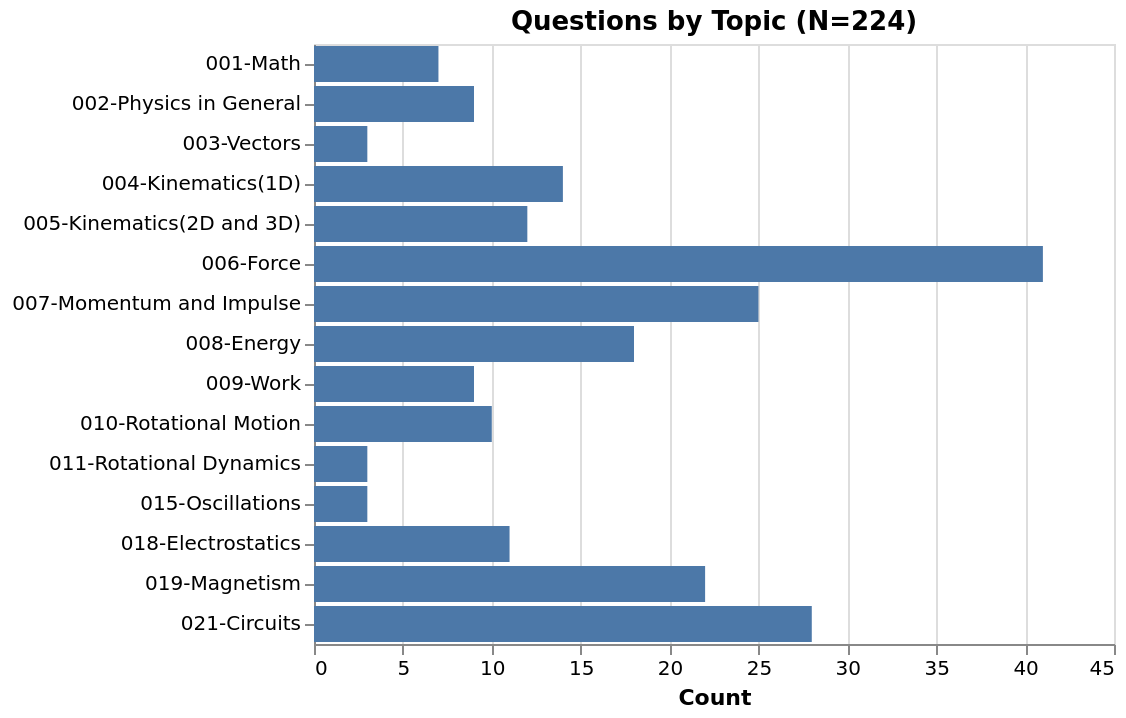 Questions by Topic (N=224)
001-Math
002-Physics in General
003-Vectors
004-Kinematics(1D)
005-Kinematics(2D and 3D)
006-Force
007-Momentum and Impulse
008-Energy
009-Work
010-Rotational Motion
011-Rotational Dynamics
015-Oscillations
018-Electrostatics
019-Magnetism
021-Circuits
0 5 10 15 20 25 30 35 40 45
Count